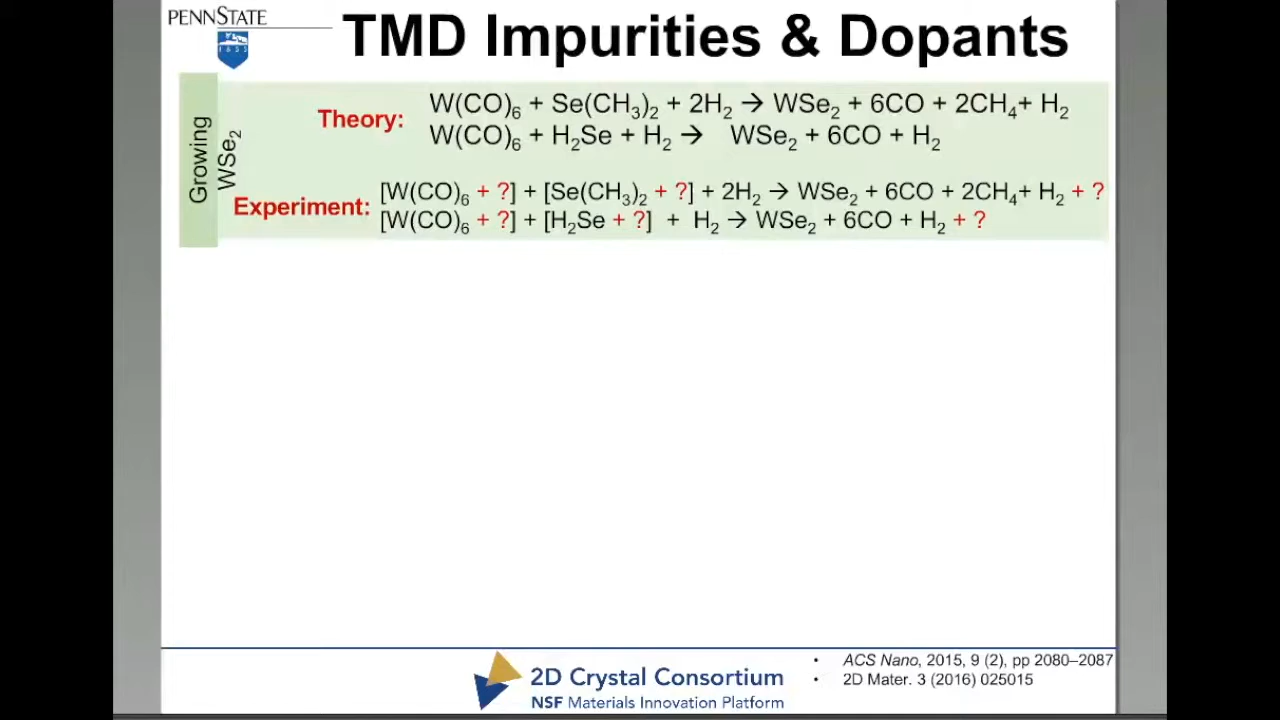 PENNSTATE
1855
TMD Impurities & Dopants
Growing
WSe₂
Theory:
W(CO)₆ + Se(CH₃)₂ + 2H₂ → WSe₂ + 6CO + 2CH₄+ H₂
W(CO)₆ + H₂Se + H₂ → WSe₂ + 6CO + H₂
Experiment:
[W(CO)₆ + ?] + [Se(CH₃)₂ + ?] + 2H₂ → WSe₂ + 6CO + 2CH₄+ H₂ + ?
[W(CO)₆ + ?] + [H₂Se + ?] + H₂ → WSe₂ + 6CO + H₂ + ?
2D Crystal Consortium
NSF Materials Innovation Platform
• ACS Nano, 2015, 9 (2), pp 2080–2087
• 2D Mater. 3 (2016) 025015